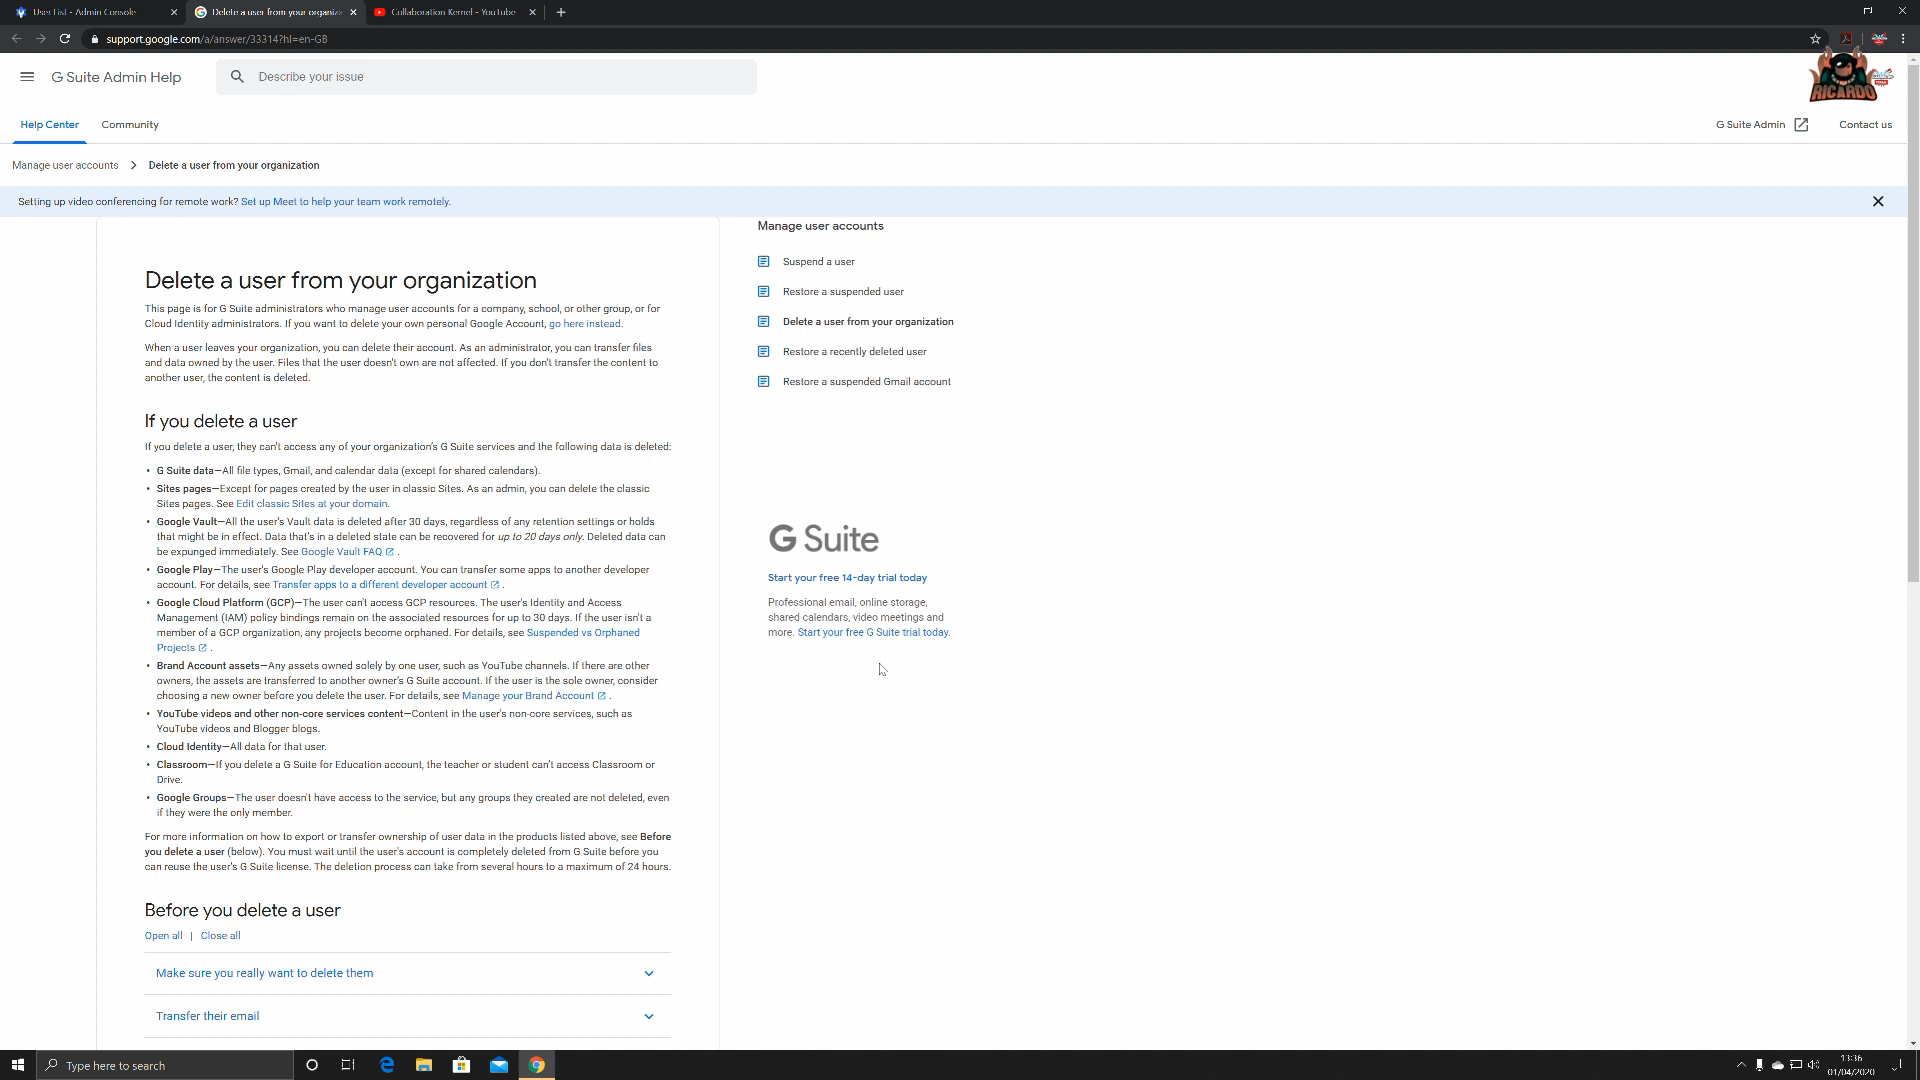 User List - Admin Console
Delete a user from your organiza
Collaboration Kernel - YouTube
support.google.com/a/answer/33314?hl=en-GB
G Suite Admin Help
Describe your issue
RICARDO
Help Center
Community
G Suite Admin
Contact us
Manage user accounts
Delete a user from your organization
Setting up video conferencing for remote work? Set up Meet to help your team work remotely.
Delete a user from your organization
This page is for G Suite administrators who manage user accounts for a company, school, or other group, or for
Cloud Identity administrators. If you want to delete your own personal Google Account, go here instead.
When a user leaves your organization, you can delete their account. As an administrator, you can transfer files
and data owned by the user. Files that the user doesn't own are not affected. If you don't transfer the content to
another user, the content is deleted.
If you delete a user
If you delete a user, they can't access any of your organization's G Suite services and the following data is deleted:
• G Suite data—All file types, Gmail, and calendar data (except for shared calendars).
• Sites pages—Except for pages created by the user in classic Sites. As an admin, you can delete the classic
Sites pages. See Edit classic Sites at your domain.
• Google Vault—All the user's Vault data is deleted after 30 days, regardless of any retention settings or holds
that might be in effect. Data that's in a deleted state can be recovered for up to 20 days only. Deleted data can
be expunged immediately. See Google Vault FAQ .
• Google Play—The user's Google Play developer account. You can transfer some apps to another developer
account. For details, see Transfer apps to a different developer account .
• Google Cloud Platform (GCP)—The user can't access GCP resources. The user's Identity and Access
Management (IAM) policy bindings remain on the associated resources for up to 30 days. If the user isn't a
member of a GCP organization, any projects become orphaned. For details, see Suspended vs Orphaned
Projects .
• Brand Account assets—Any assets owned solely by one user, such as YouTube channels. If there are other
owners, the assets are transferred to another owner's G Suite account. If the user is the sole owner, consider
choosing a new owner before you delete the user. For details, see Manage your Brand Account .
• YouTube videos and other non-core services content—Content in the user's non-core services, such as
YouTube videos and Blogger blogs.
• Cloud Identity—All data for that user.
• Classroom—If you delete a G Suite for Education account, the teacher or student can't access Classroom or
Drive.
• Google Groups—The user doesn't have access to the service, but any groups they created are not deleted, even
if they were the only member.
For more information on how to export or transfer ownership of user data in the products listed above, see Before
you delete a user (below). You must wait until the user's account is completely deleted from G Suite before you
can reuse the user's G Suite license. The deletion process can take from several hours to a maximum of 24 hours.
Before you delete a user
Open all | Close all
Make sure you really want to delete them
Transfer their email
Manage user accounts
Suspend a user
Restore a suspended user
Delete a user from your organization
Restore a recently deleted user
Restore a suspended Gmail account
G Suite
Start your free 14-day trial today
Professional email, online storage,
shared calendars, video meetings and
more. Start your free G Suite trial today.
Type here to search
13:36
01/04/2020